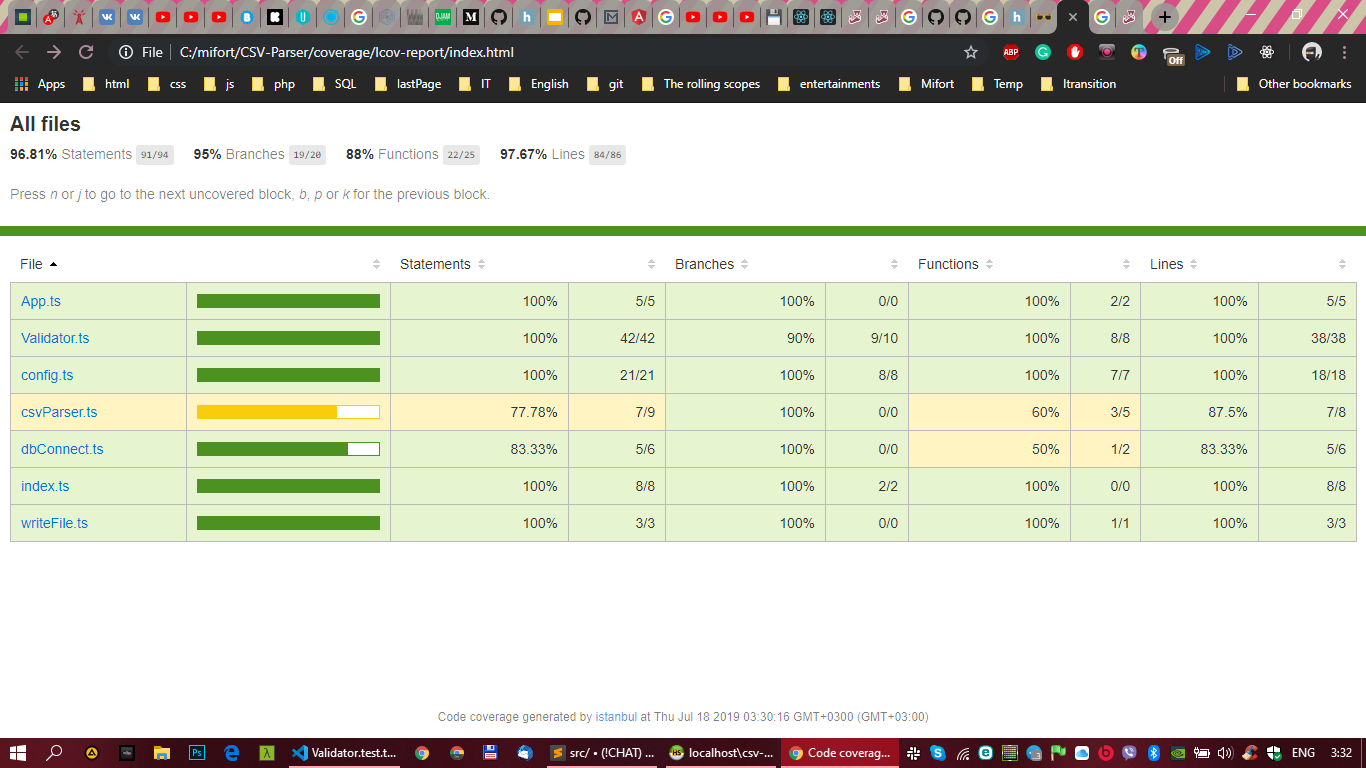 File C:/mifort/CSV-Parser/coverage/lcov-report/index.html
ABP Off
Apps html css js php SQL lastPage IT English git The rolling scopes entertainments Mifort Temp Itransition Other bookmarks
All files
96.81% Statements 91/94 95% Branches 19/20 88% Functions 22/25 97.67% Lines 84/86
Press n or j to go to the next uncovered block, b, p or k for the previous block.
File Statements Branches Functions Lines
App.ts 100% 5/5 100% 0/0 100% 2/2 100% 5/5
Validator.ts 100% 42/42 90% 9/10 100% 8/8 100% 38/38
config.ts 100% 21/21 100% 8/8 100% 7/7 100% 18/18
csvParser.ts 77.78% 7/9 100% 0/0 60% 3/5 87.5% 7/8
dbConnect.ts 83.33% 5/6 100% 0/0 50% 1/2 83.33% 5/6
index.ts 100% 8/8 100% 2/2 100% 0/0 100% 8/8
writeFile.ts 100% 3/3 100% 0/0 100% 1/1 100% 3/3
Code coverage generated by istanbul at Thu Jul 18 2019 03:30:16 GMT+0300 (GMT+03:00)
Validator.test.t... src/ • (!CHAT) ... localhost\csv-... Code coverag... ENG 3:32